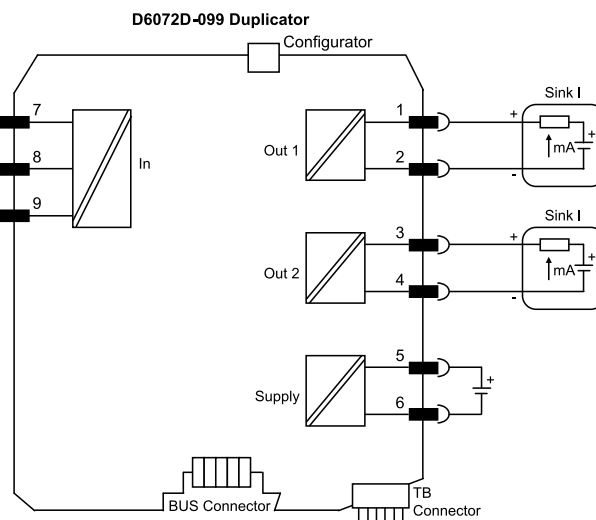 D6072D-099 Duplicator
Configurator
7
8
9
In
Out 1
1
2
+
-
Sink I
mA
+
Out 2
3
4
+
-
Sink I
mA
+
Supply
5
6
+
BUS Connector
TB
Connector